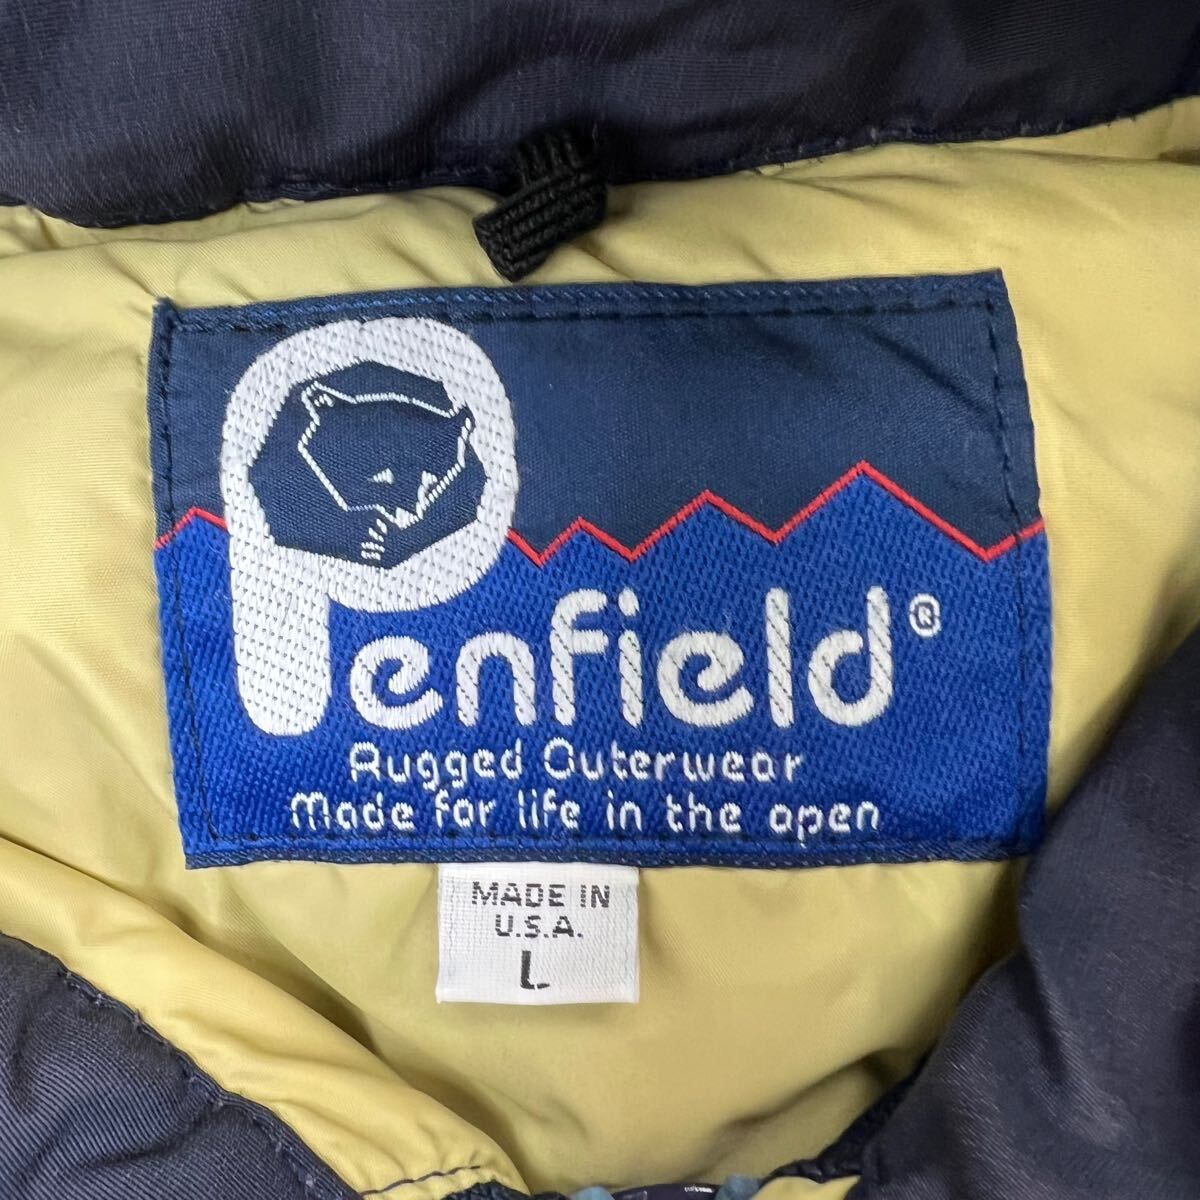 Penfield®
Rugged Outerwear
Made for life in the open
MADE IN
U.S.A.
L